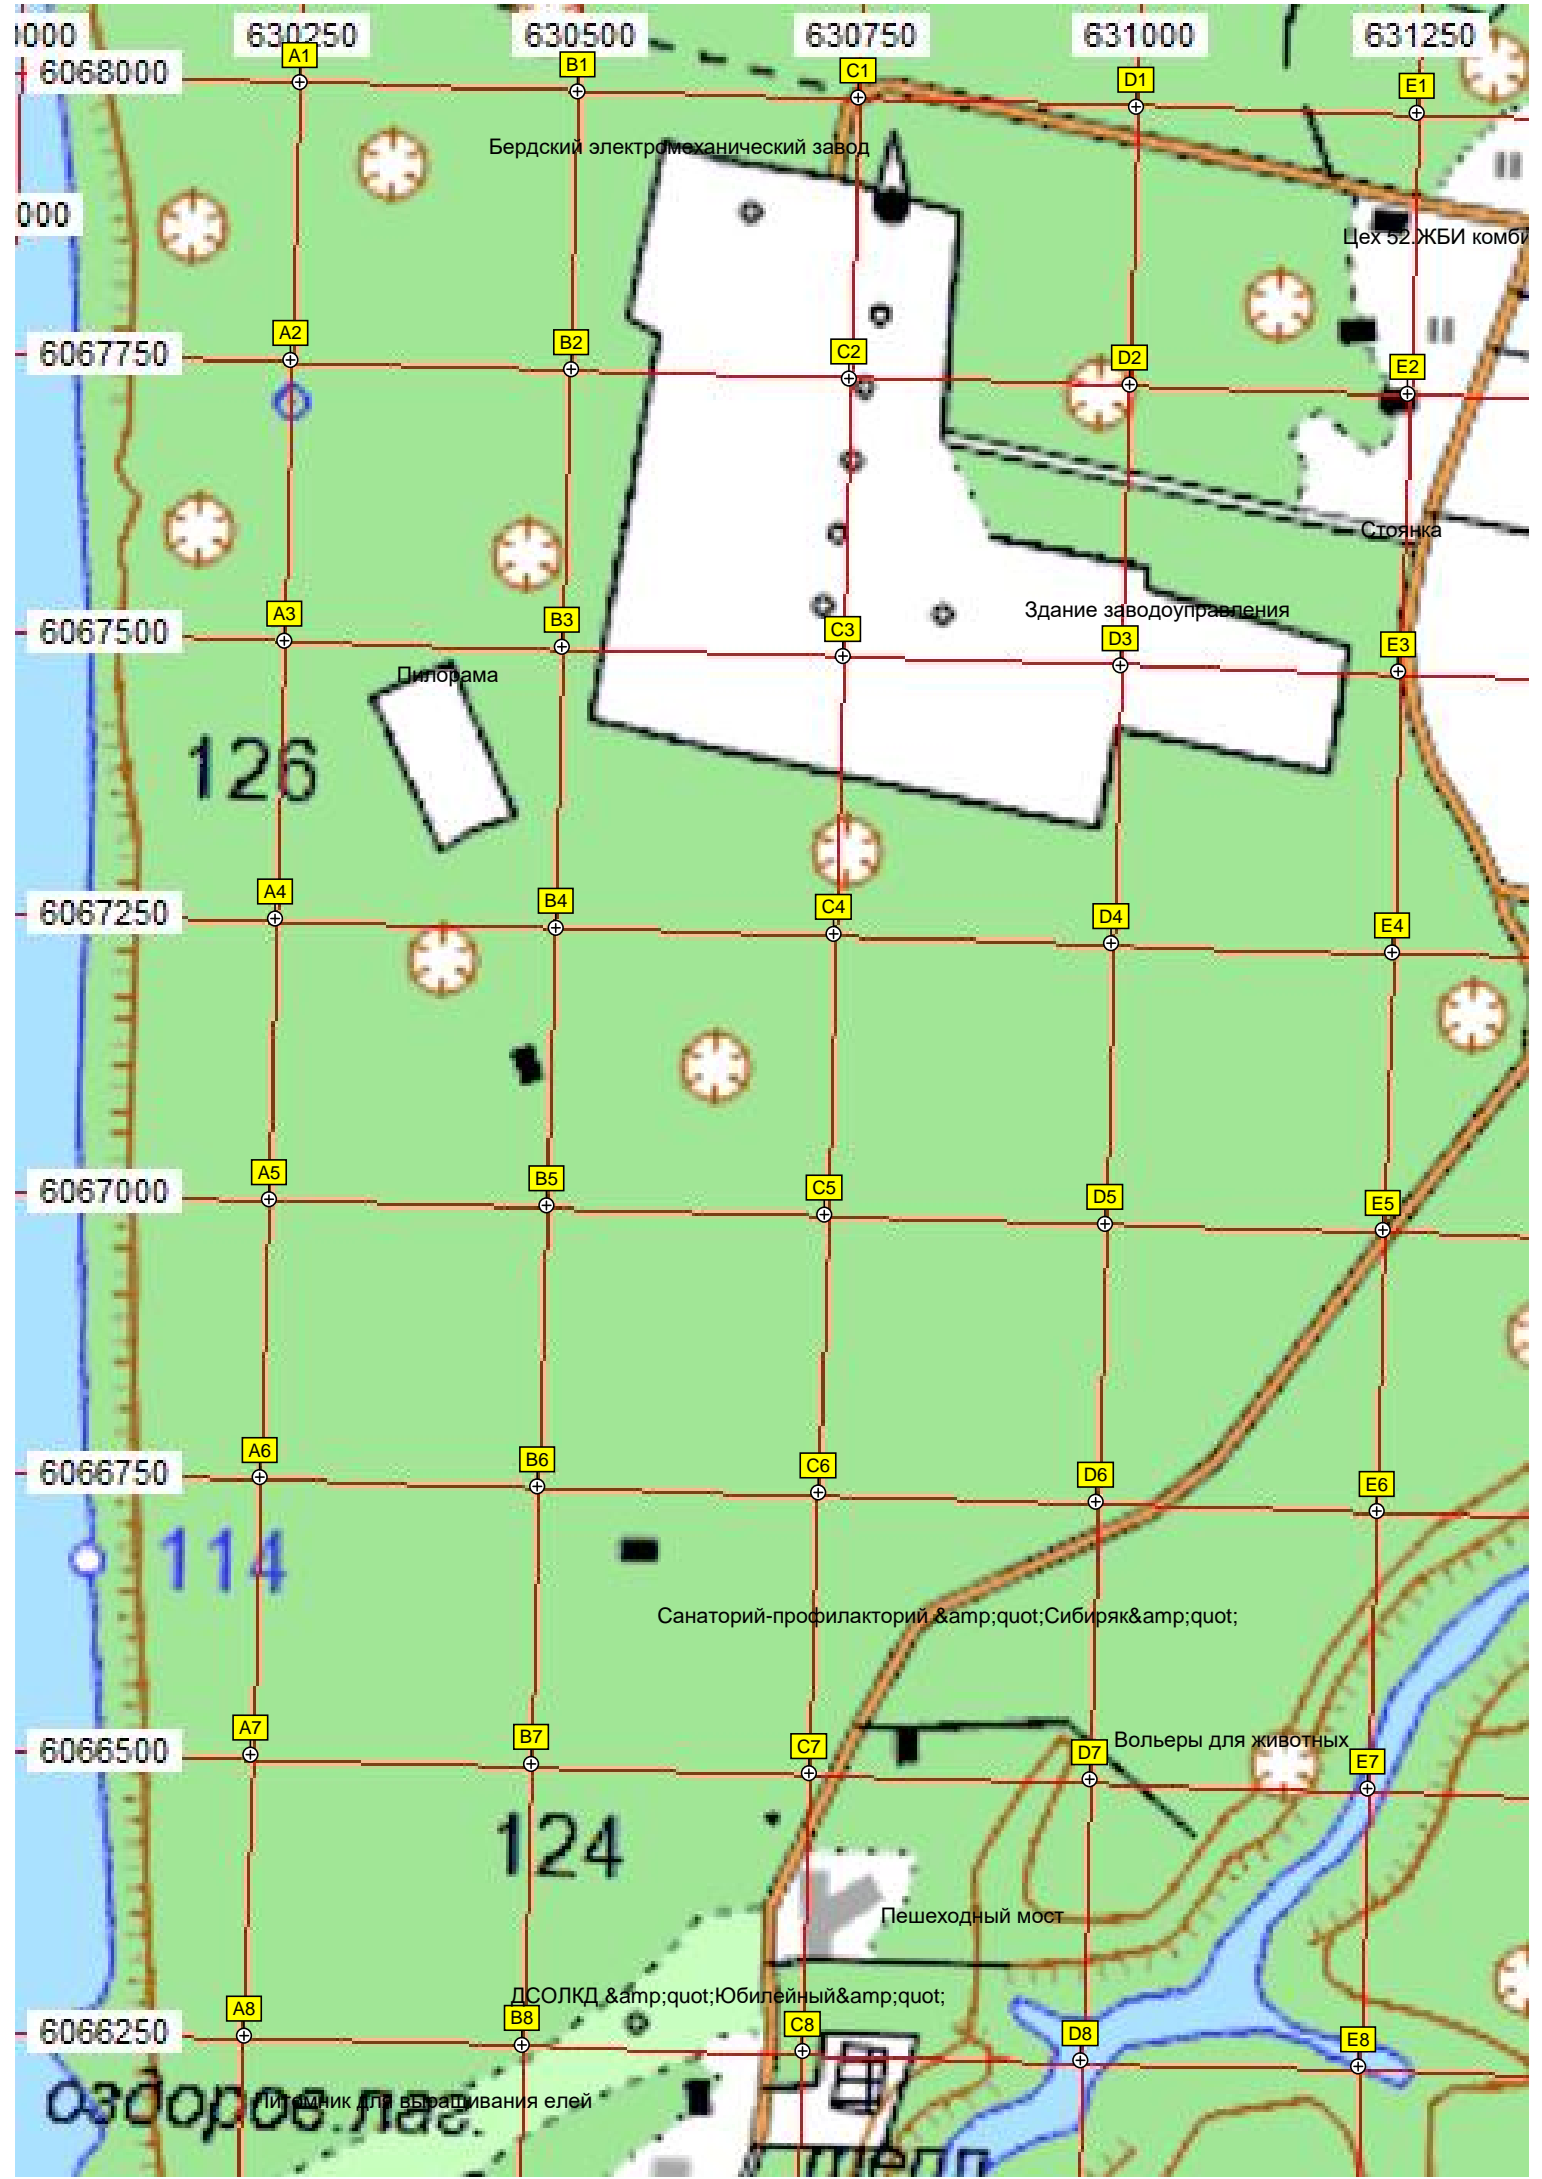 0000 630250 630500 630750 631000 631250
6068000
A1 B1 C1 D1 E1
Бердский электромеханический завод
000
Цех 52.ЖБИ комби
6067750
A2 B2 C2 D2 E2
Стоянка
Здание заводоуправления
6067500
A3 B3 C3 D3 E3
Пилорама
126
6067250
A4 B4 C4 D4 E4
6067000
A5 B5 C5 D5 E5
6066750
A6 B6 C6 D6 E6
114
Санаторий-профилакторий &amp;quot;Сибиряк&amp;quot;
Вольеры для животных
6066500
A7 B7 C7 D7 E7
124
Пешеходный мост
ДСОЛКД &amp;quot;Юбилейный&amp;quot;
6066250
A8 B8 C8 D8 E8
оздоров. лаг.
Питомник для выращивания елей